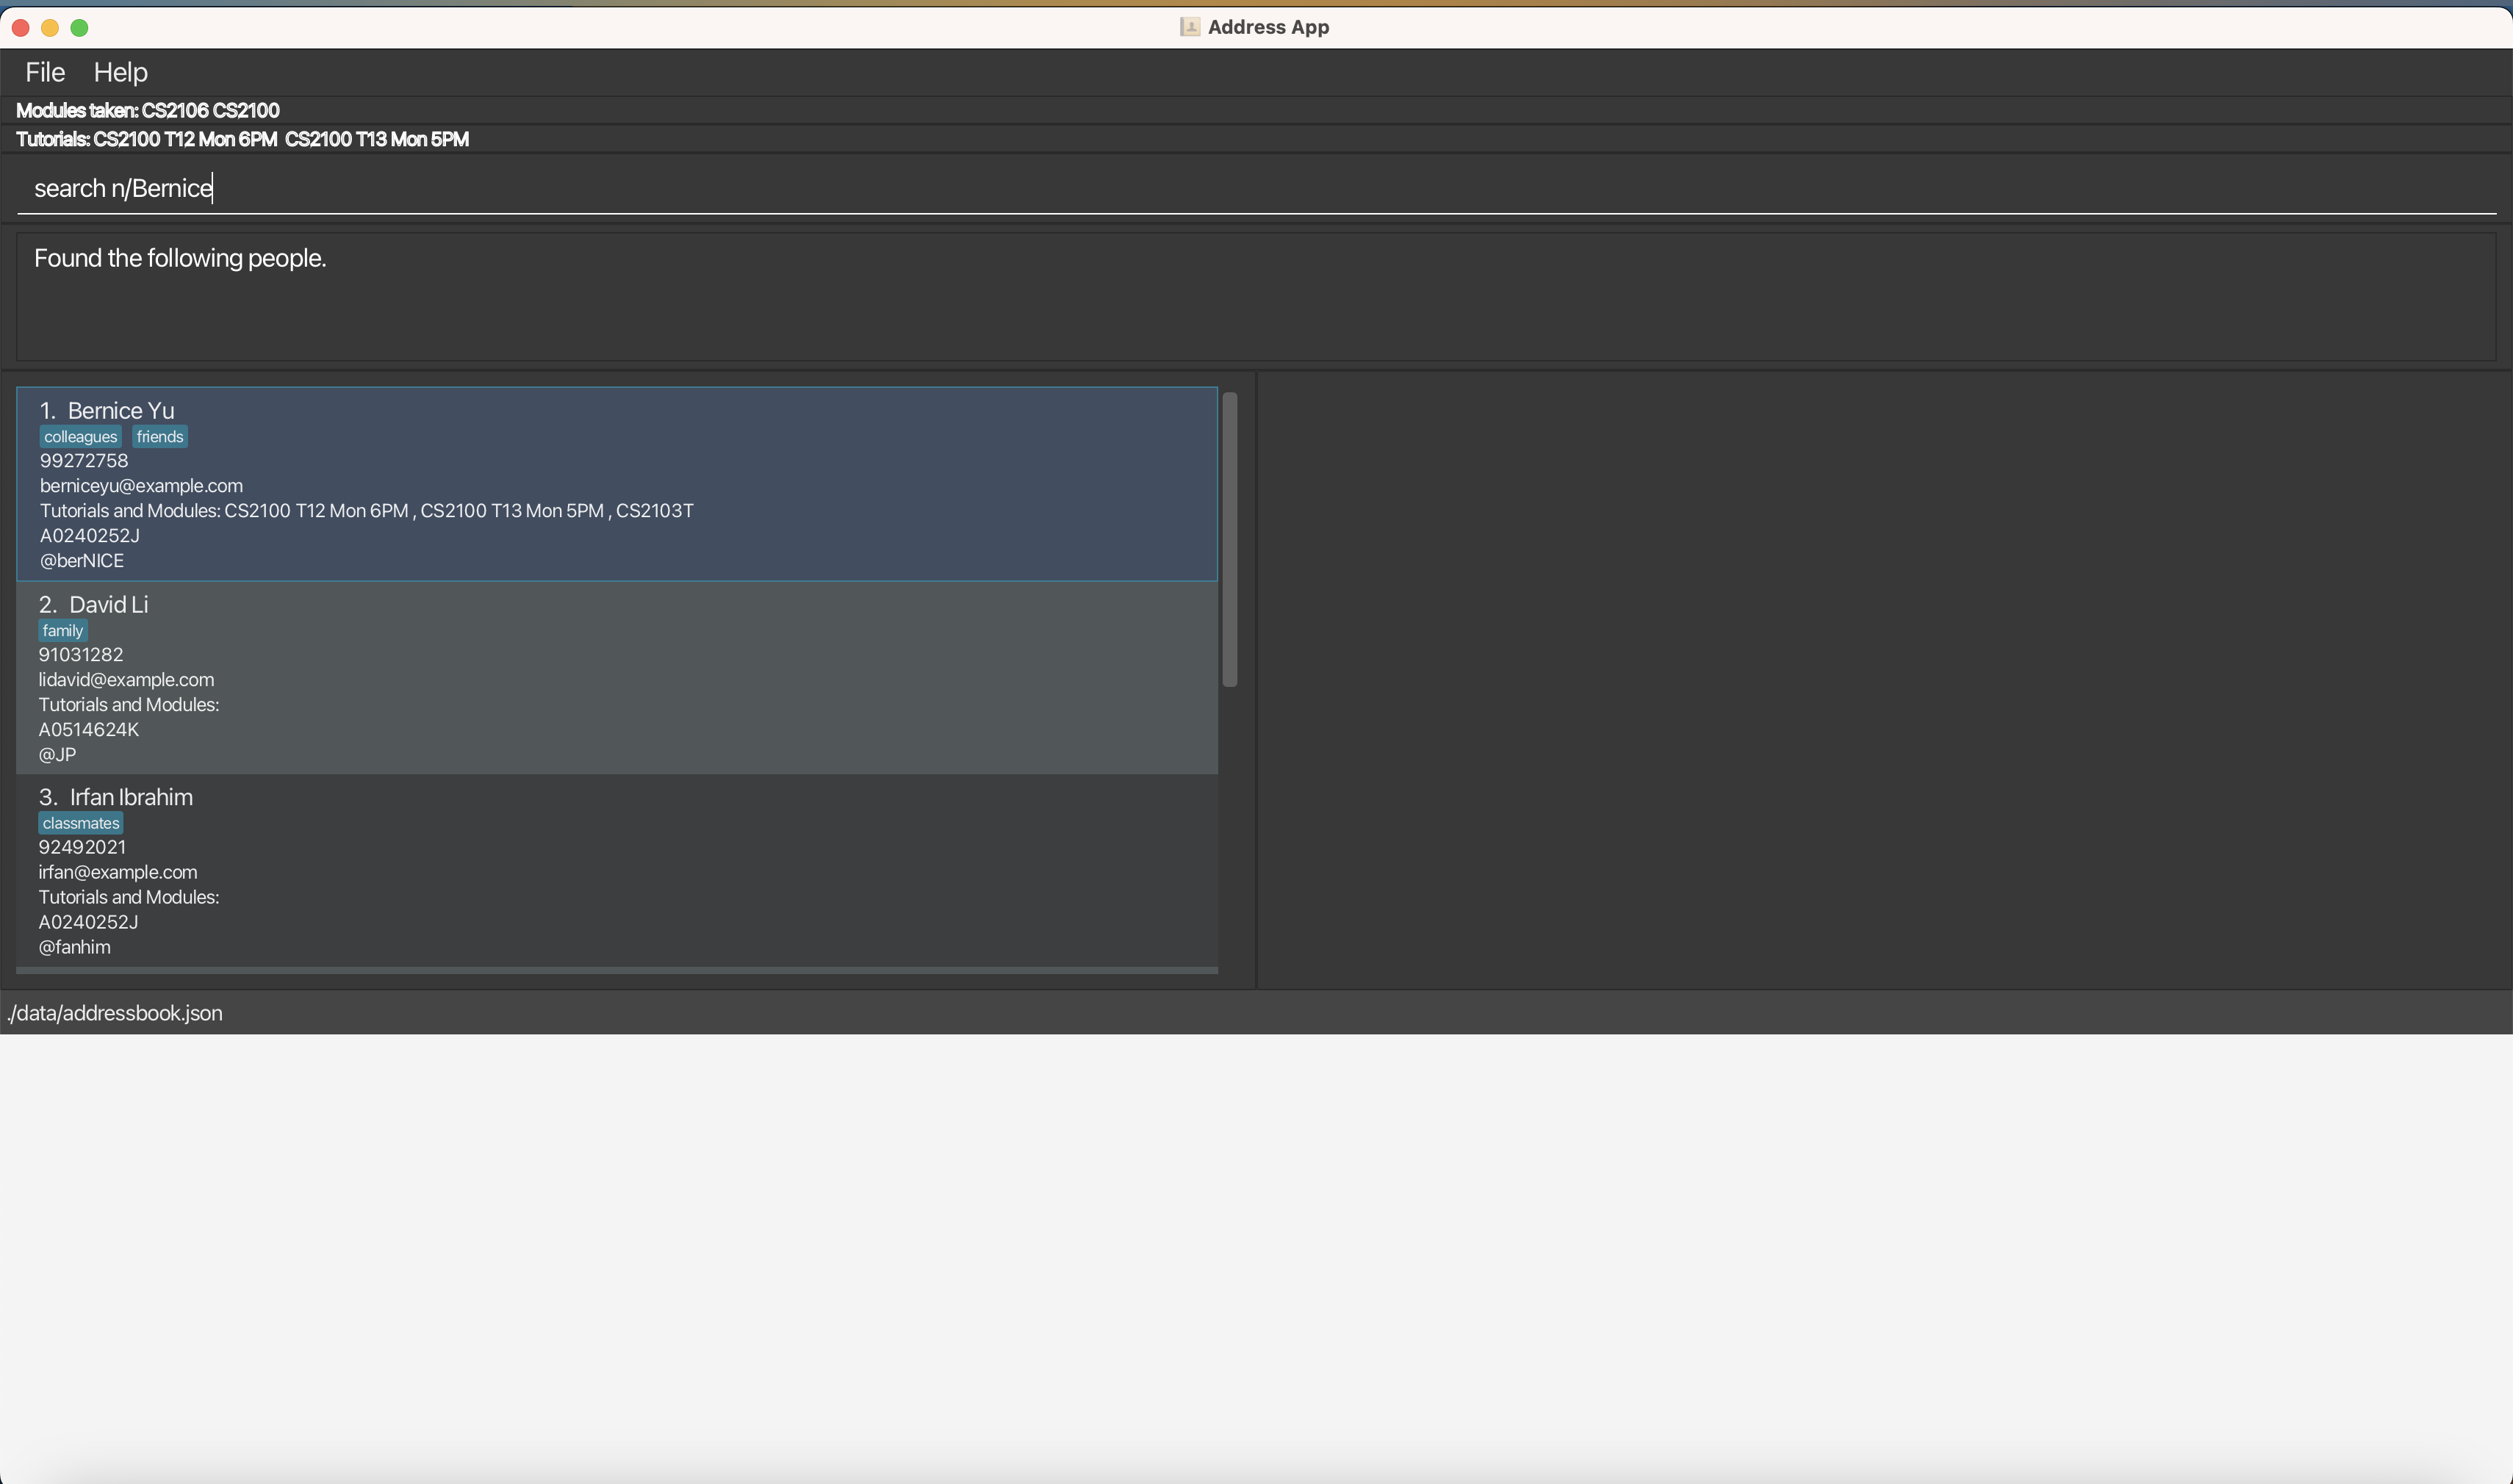 Address App
File Help
Modules taken: CS2106 CS2100
Tutorials: CS2100 T12 Mon 6PM CS2100 T13 Mon 5PM
search n/Bernice
Found the following people.
1. Bernice Yu
colleagues friends
99272758
berniceyu@example.com
Tutorials and Modules: CS2100 T12 Mon 6PM , CS2100 T13 Mon 5PM , CS2103T
A0240252J
@berNICE
2. David Li
family
91031282
lidavid@example.com
Tutorials and Modules:
A0514624K
@JP
3. Irfan Ibrahim
classmates
92492021
irfan@example.com
Tutorials and Modules:
A0240252J
@fanhim
./data/addressbook.json